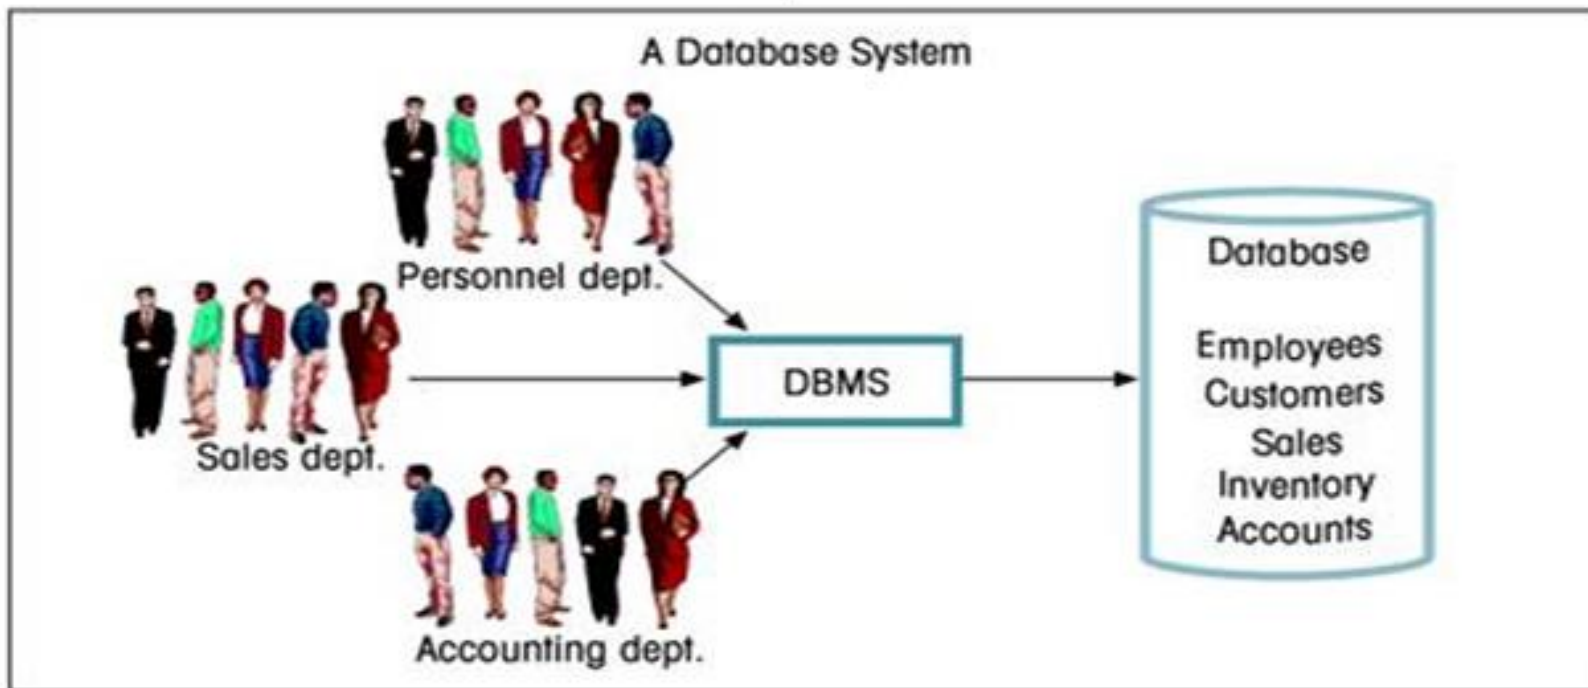 A Database System
Personnel dept.
Sales dept.
Accounting dept.
DBMS
Database
Employees
Customers
Sales
Inventory
Accounts